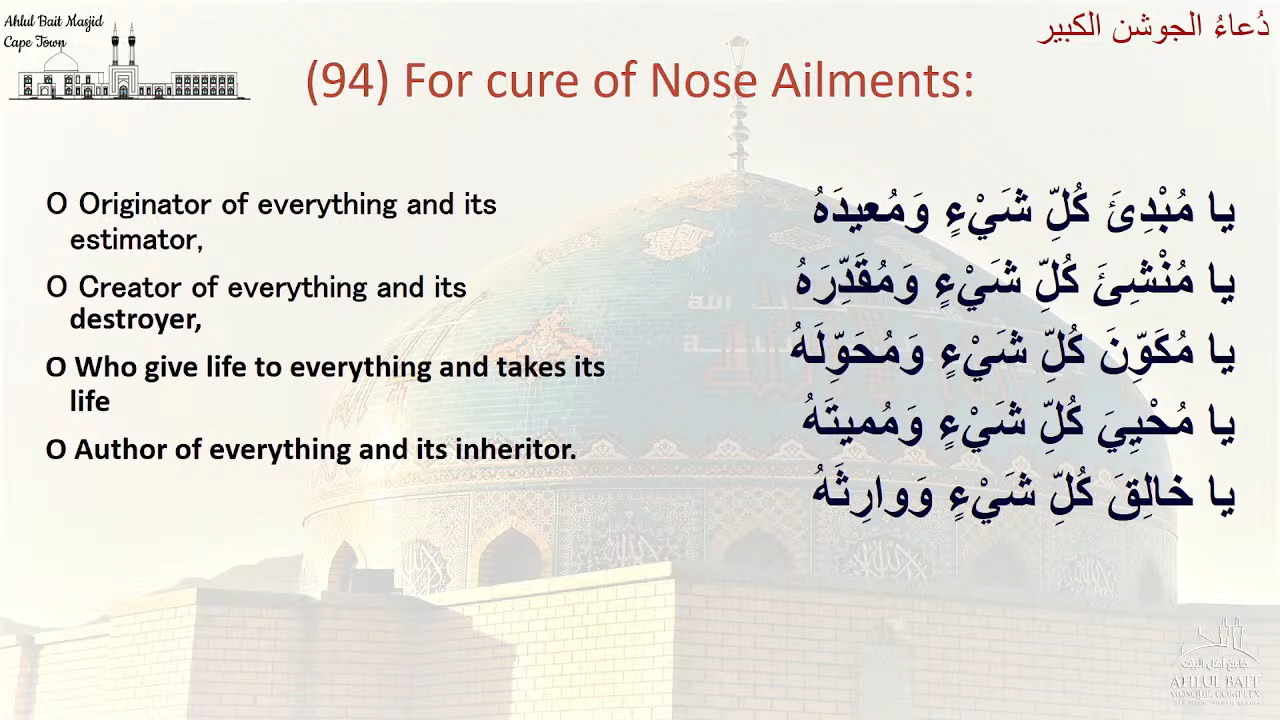 Ahlul Bait Masjid
Cape Town
دُعاءُ الجوشن الكبير
(94) For cure of Nose Ailments:
O Originator of everything and its
estimator,
O Creator of everything and its
destroyer,
O Who give life to everything and takes its
life
O Author of everything and its inheritor.
يا مُبْدِئَ كُلِّ شَيْءٍ وَمُعيدَهُ
يا مُنْشِئَ كُلِّ شَيْءٍ وَمُقَدِّرَهُ
يا مُكَوِّنَ كُلِّ شَيْءٍ وَمُحَوِّلَهُ
يا مُحْيِيَ كُلِّ شَيْءٍ وَمُميتَهُ
يا خالِقَ كُلِّ شَيْءٍ وَوارِثَهُ
AHLUL BAIT
MOSQUE COMPLEX